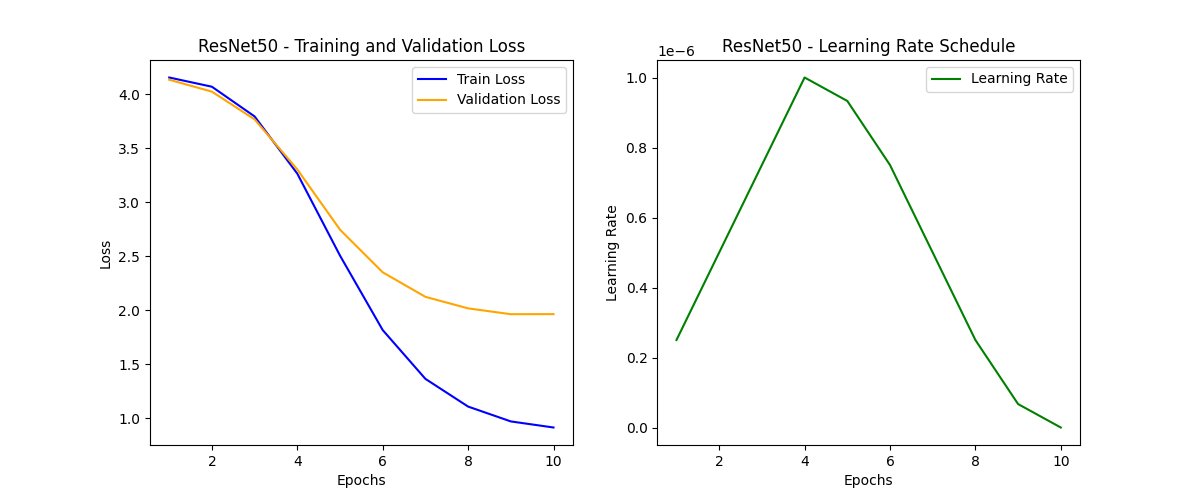 ResNet50 - Training and Validation Loss
Train Loss
Validation Loss
4.0
3.5
3.0
2.5
2.0
1.5
1.0
Loss
2 4 6 8 10
Epochs
ResNet50 - Learning Rate Schedule
1e−6
Learning Rate
1.0
0.8
0.6
0.4
0.2
0.0
Learning Rate
2 4 6 8 10
Epochs